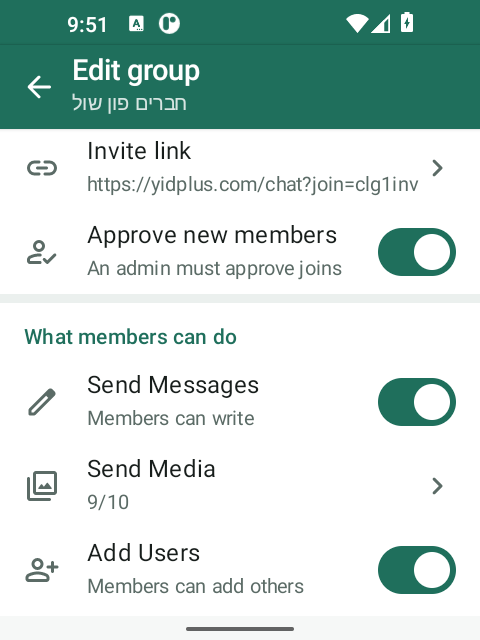 9:51
Edit group
חברים פון שול
Invite link
https://yidplus.com/chat?join=clg1inv
Approve new members
An admin must approve joins
What members can do
Send Messages
Members can write
Send Media
9/10
Add Users
Members can add others